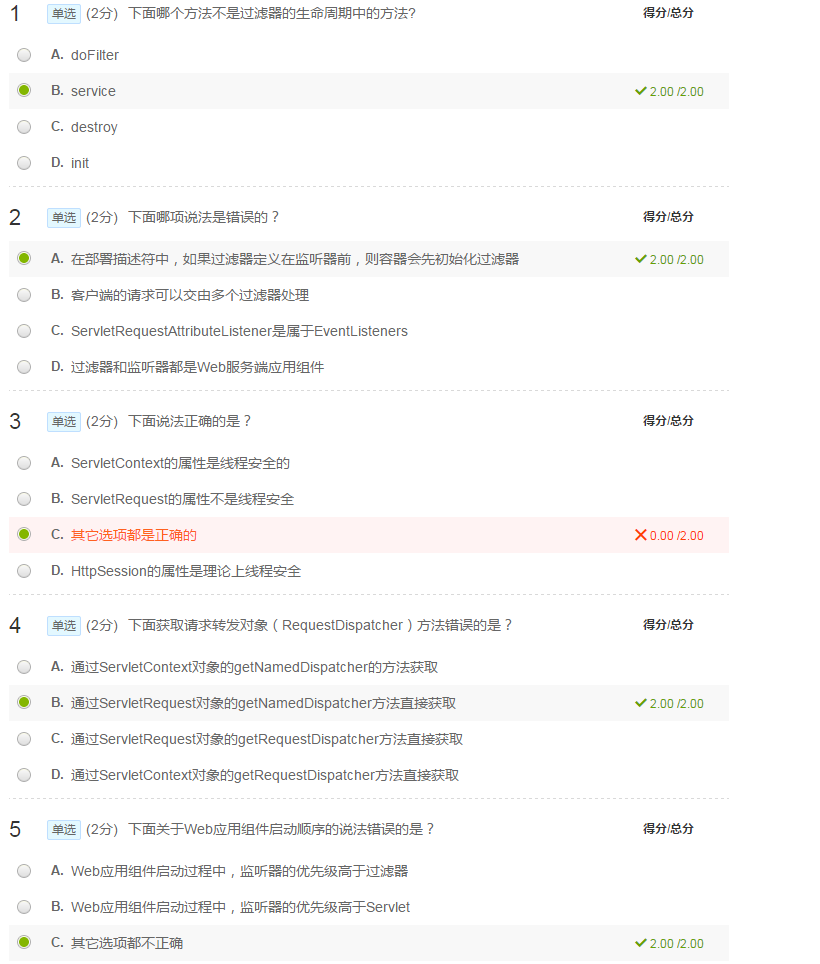 1 单选 (2分) 下面哪个方法不是过滤器的生命周期中的方法? 得分/总分
A. doFilter
B. service 2.00 /2.00
C. destroy
D. init
2 单选 (2分) 下面哪项说法是错误的？ 得分/总分
A. 在部署描述符中，如果过滤器定义在监听器前，则容器会先初始化过滤器 2.00 /2.00
B. 客户端的请求可以交由多个过滤器处理
C. ServletRequestAttributeListener是属于EventListeners
D. 过滤器和监听器都是Web服务端应用组件
3 单选 (2分) 下面说法正确的是？ 得分/总分
A. ServletContext的属性是线程安全的
B. ServletRequest的属性不是线程安全
C. 其它选项都是正确的 0.00 /2.00
D. HttpSession的属性是理论上线程安全
4 单选 (2分) 下面获取请求转发对象（RequestDispatcher）方法错误的是？ 得分/总分
A. 通过ServletContext对象的getNamedDispatcher的方法获取
B. 通过ServletRequest对象的getNamedDispatcher方法直接获取 2.00 /2.00
C. 通过ServletRequest对象的getRequestDispatcher方法直接获取
D. 通过ServletContext对象的getRequestDispatcher方法直接获取
5 单选 (2分) 下面关于Web应用组件启动顺序的说法错误的是？ 得分/总分
A. Web应用组件启动过程中，监听器的优先级高于过滤器
B. Web应用组件启动过程中，监听器的优先级高于Servlet
C. 其它选项都不正确 2.00 /2.00